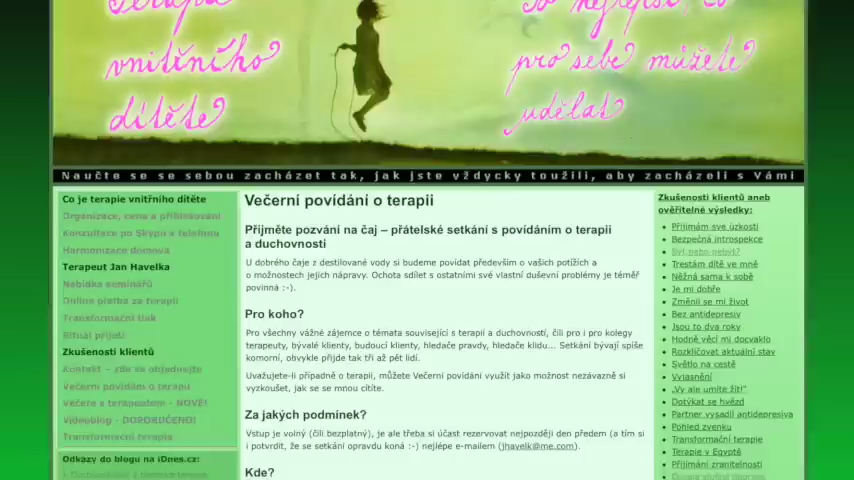 vnitřního
dítěte
To nejlepší, co
pro sebe můžete
udělat
Naučte se se sebou zacházet tak, jak jste vždycky toužili, aby zacházeli s Vámi
Co je terapie vnitřního dítěte
Organizace, cena a přihlašování
Konzultace po Skypu a telefonu
Harmonizace domova
Terapeut Jan Havelka
Nabídka seminářů
Online platba za terapii
Transformační tlak
Rituál přijetí
Zkušenosti klientů
Kontakt – zde se objednejte
Večerní povídání o terapii
Večeře s terapeutem - NOVÉ!
Videoblog - DOPORUČENO!
Transformační terapie
Odkazy do blogu na iDnes.cz:
Večerní povídání o terapii
Přijměte pozvání na čaj – přátelské setkání s povídáním o terapii
a duchovnosti
U dobrého čaje z destilované vody si budeme povídat především o vašich potížích a
o možnostech jejich nápravy. Ochota sdílet s ostatními své vlastní duševní problémy je téměř
povinná :-).
Pro koho?
Pro všechny vážné zájemce o témata související s terapií a duchovností, čili pro i pro kolegy
terapeuty, bývalé klienty, budoucí klienty, hledače pravdy, hledače klidu... Setkání bývají spíše
komorní, obvykle přijde tak tři až pět lidí.
Uvažujete-li případně o terapii, můžete Večerní povídání využít jako možnost nezávazně si
vyzkoušet, jak se se mnou cítíte.
Za jakých podmínek?
Vstup je volný (čili bezplatný), je ale třeba si účast rezervovat nejpozději den předem (a tím si
i potvrdit, že se setkání opravdu koná :-) nejlépe e-mailem (jhavelk@me.com).
Kde?
Zkušenosti klientů aneb
ověřitelné výsledky:
Přijímám své úzkosti
Bezpečná introspekce
Být nebo nebýt?
Trestám dítě ve mně
Něžná sama k sobě
Je mi dobře
Změnil se mi život
Bez antidepresiv
Jsou to dva roky
Hodně věcí mi docvaklo
Rozklíčovat aktuální stav
Světlo na cestě
Vyjasnění
„Vy ale umíte žít!"
Dotýkat se hvězd
Partner vysadil antidepresiva
Pohled zvenku
Transformační terapie
Terapie v Egyptě
Přijímání zranitelnosti